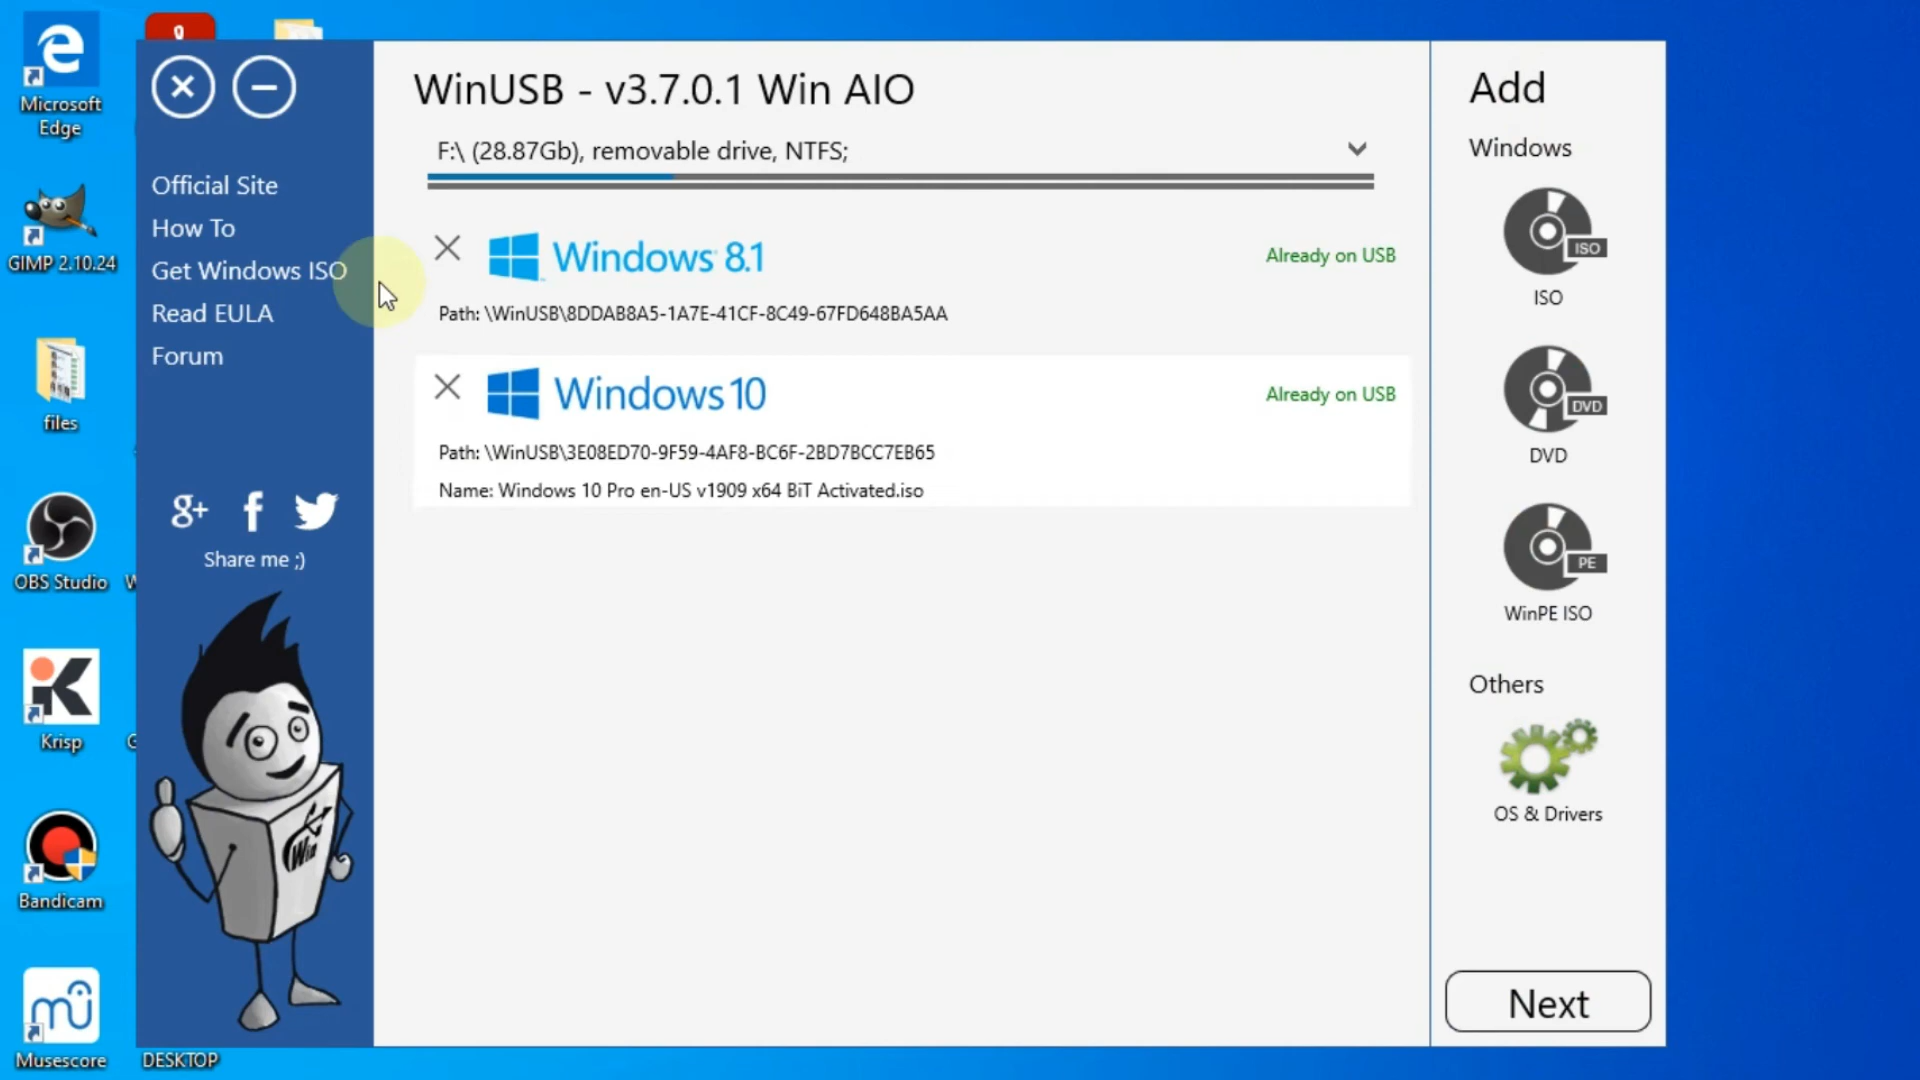 Microsoft
Edge
GIMP 2.10.24
files
OBS Studio
Krisp
Bandicam
Musescore
DESKTOP
Official Site
How To
Get Windows ISO
Read EULA
Forum
g+ f
Share me ;)
Win
WinUSB - v3.7.0.1 Win AIO
F:\ (28.87Gb), removable drive, NTFS;
Windows 8.1
Already on USB
Path: \WinUSB\8DDAB8A5-1A7E-41CF-8C49-67FD648BA5AA
Windows 10
Already on USB
Path: \WinUSB\3E08ED70-9F59-4AF8-BC6F-2BD7BCC7EB65
Name: Windows 10 Pro en-US v1909 x64 BiT Activated.iso
Add
Windows
ISO
ISO
DVD
DVD
PE
WinPE ISO
Others
OS & Drivers
Next